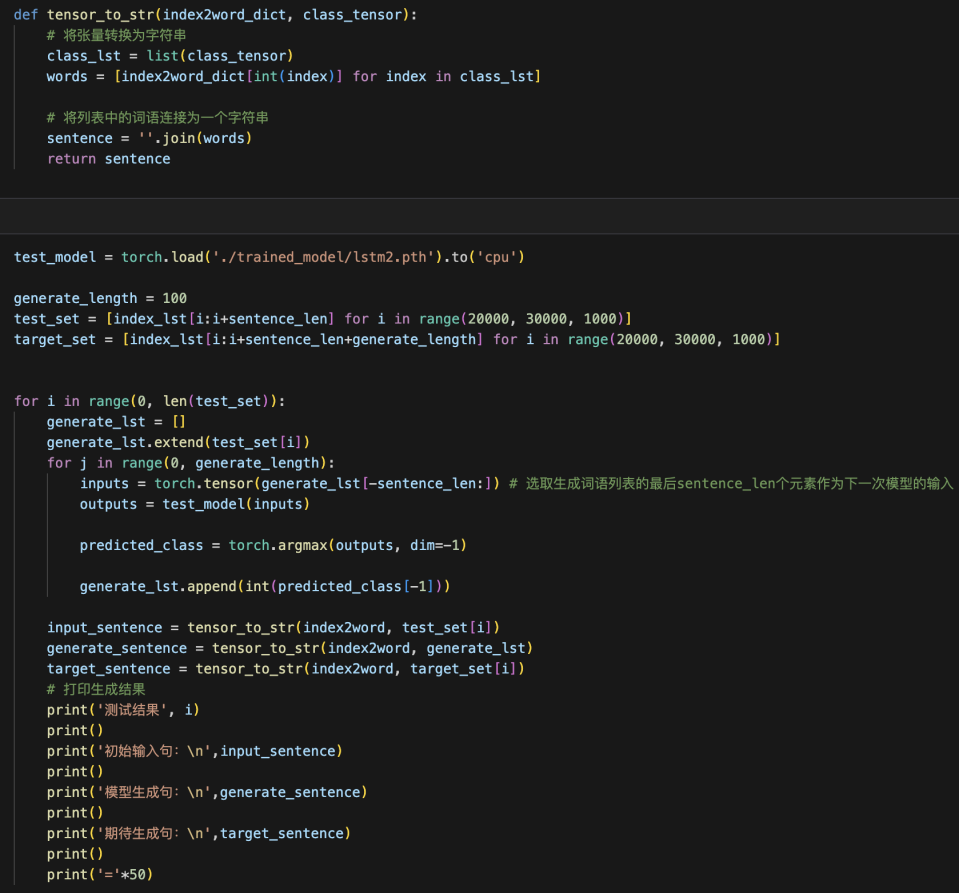 def tensor_to_str(index2word_dict, class_tensor):
    # 将张量转换为字符串
    class_lst = list(class_tensor)
    words = [index2word_dict[int(index)] for index in class_lst]
    # 将列表中的词语连接为一个字符串
    sentence = ''.join(words)
    return sentence
test_model = torch.load('./trained_model/lstm2.pth').to('cpu')
generate_length = 100
test_set = [index_lst[i:i+sentence_len] for i in range(20000, 30000, 1000)]
target_set = [index_lst[i:i+sentence_len+generate_length] for i in range(20000, 30000, 1000)]
for i in range(0, len(test_set)):
    generate_lst = []
    generate_lst.extend(test_set[i])
    for j in range(0, generate_length):
        inputs = torch.tensor(generate_lst[-sentence_len:]) # 选取生成词语列表的最后sentence_len个元素作为下一次模型的输入
        outputs = test_model(inputs)
        predicted_class = torch.argmax(outputs, dim=-1)
        generate_lst.append(int(predicted_class[-1]))
    input_sentence = tensor_to_str(index2word, test_set[i])
    generate_sentence = tensor_to_str(index2word, generate_lst)
    target_sentence = tensor_to_str(index2word, target_set[i])
    # 打印生成结果
    print('测试结果', i)
    print()
    print('初始输入句：\n',input_sentence)
    print()
    print('模型生成句：\n',generate_sentence)
    print()
    print('期待生成句：\n',target_sentence)
    print()
    print('='*50)